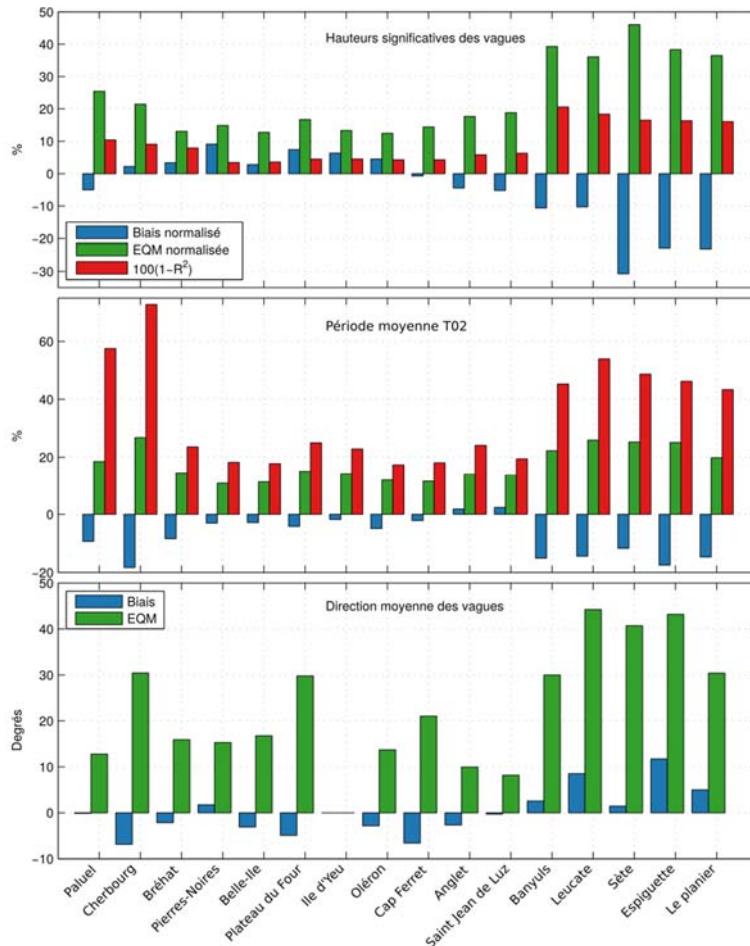 50
40
30
20
10
0
−10
−20
−30
%
Hauteurs significatives des vagues
Biais normalisé
EQM normalisée
100(1−R²)
60
40
20
0
−20
%
Période moyenne T02
50
40
30
20
10
0
−10
Degrés
Biais
EQM
Direction moyenne des vagues
Paluel
Cherbourg
Bréhat
Pierres-Noires
Belle-Ile
Plateau du Four
Ile d'Yeu
Oléron
Cap Ferret
Anglet
Saint Jean de Luz
Banyuls
Leucate
Sète
Espiguette
Le planier